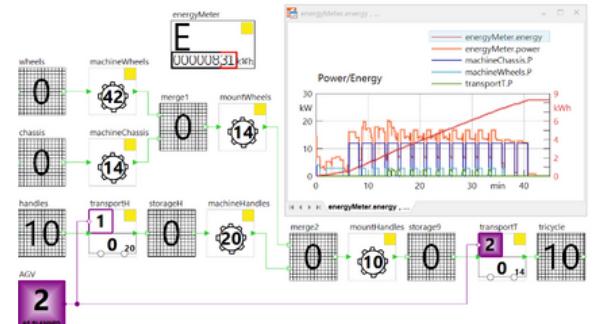 energyMeter
E
00000831 kWh
wheels
0
machineWheels
42
merge1
0
mountWheels
14
chassis
0
machineChassis
14
handles
10
transportH
1
0 20
storageH
0
machineHandles
20
merge2
0
mountHandles
10
storage9
0
transportT
2
0 14
tricycle
10
AGV
2
energyMeter.energy , ...
energyMeter.energy
energyMeter.power
machineChassis.P
machineWheels.P
transportT.P
Power/Energy
30
kW
20
10
0
9
kWh
6
4
2
0
0 10 20 30 min 40
energyMeter.energy , ...